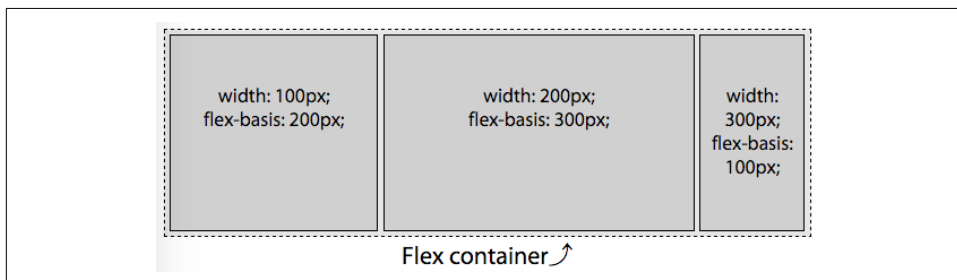 width: 100px;
flex-basis: 200px;
width: 200px;
flex-basis: 300px;
width:
300px;
flex-basis:
100px;
Flex container